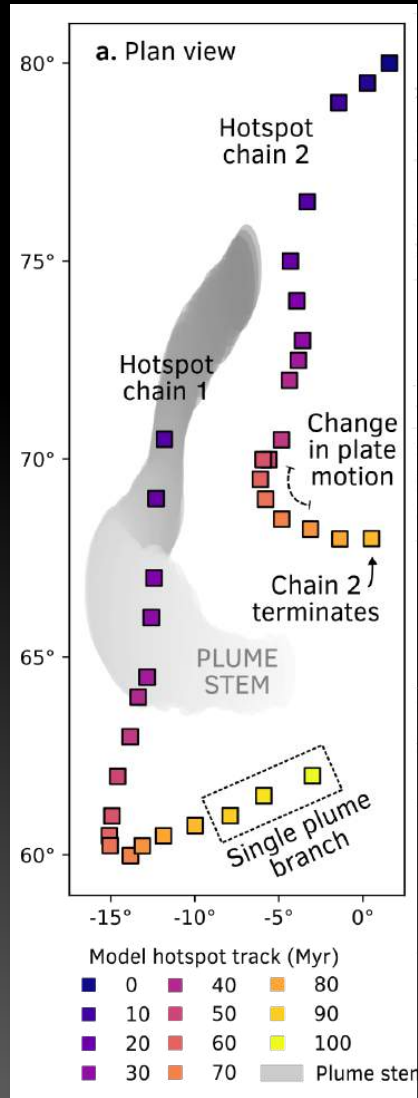 a. Plan view
80°
Hotspot
chain 2
75°
Hotspot
chain 1
Change
in plate
motion
70°
Chain 2
terminates
65°
PLUME
STEM
Single plume
branch
60°
-15° -10° -5° 0°
Model hotspot track (Myr)
0 40 80
10 50 90
20 60 100
30 70 Plume ster